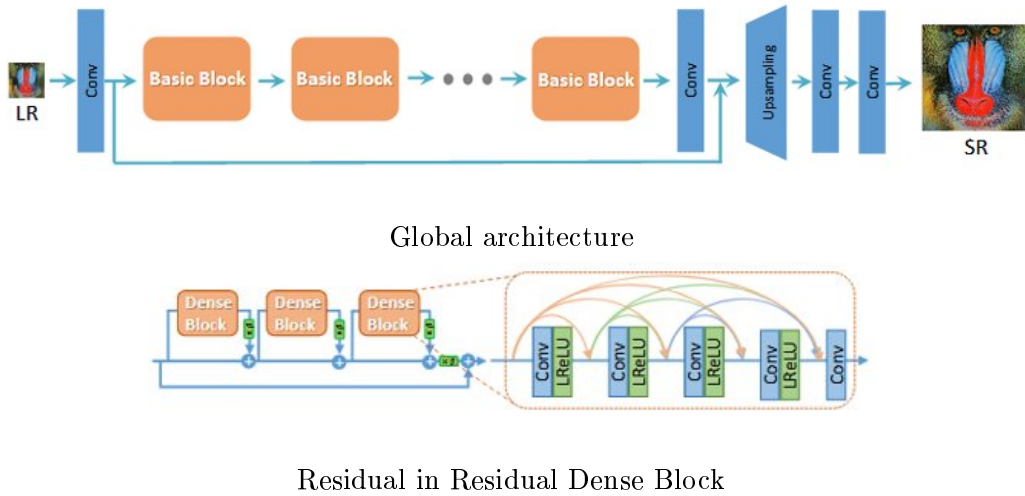 LR
Conv
Basic Block
Basic Block
Basic Block
Conv
Upsampling
Conv
Conv
SR
Global architecture
Dense
Block
× β
Dense
Block
× β
Dense
Block
× β
× β
Conv
LReLU
Conv
LReLU
Conv
LReLU
Conv
LReLU
Conv
Residual in Residual Dense Block